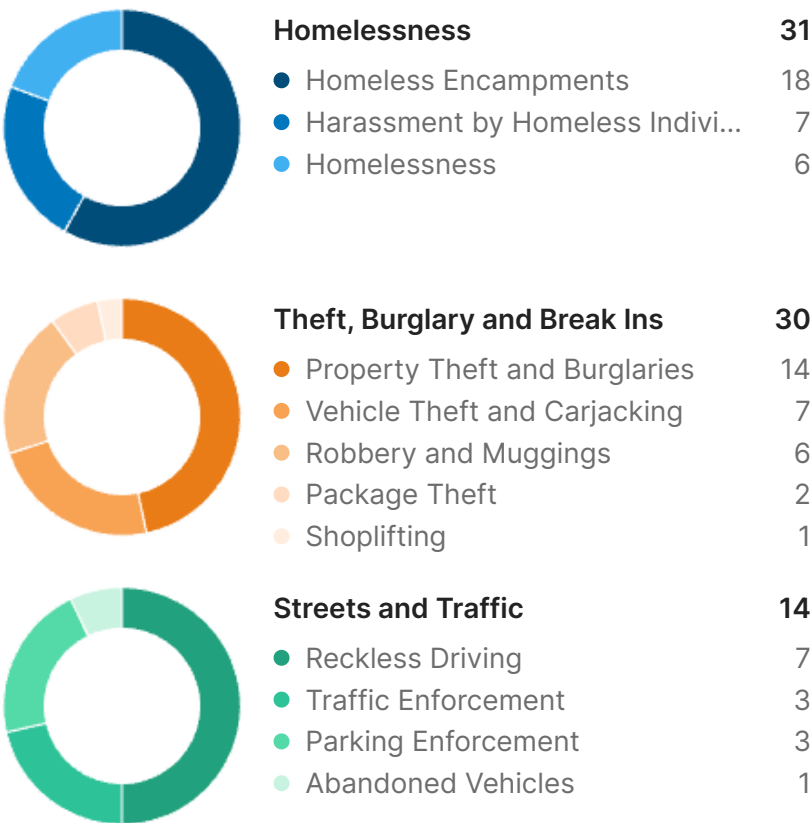 Homelessness 31
Homeless Encampments 18
Harassment by Homeless Indivi... 7
Homelessness 6
Theft, Burglary and Break Ins 30
Property Theft and Burglaries 14
Vehicle Theft and Carjacking 7
Robbery and Muggings 6
Package Theft 2
Shoplifting 1
Streets and Traffic 14
Reckless Driving 7
Traffic Enforcement 3
Parking Enforcement 3
Abandoned Vehicles 1